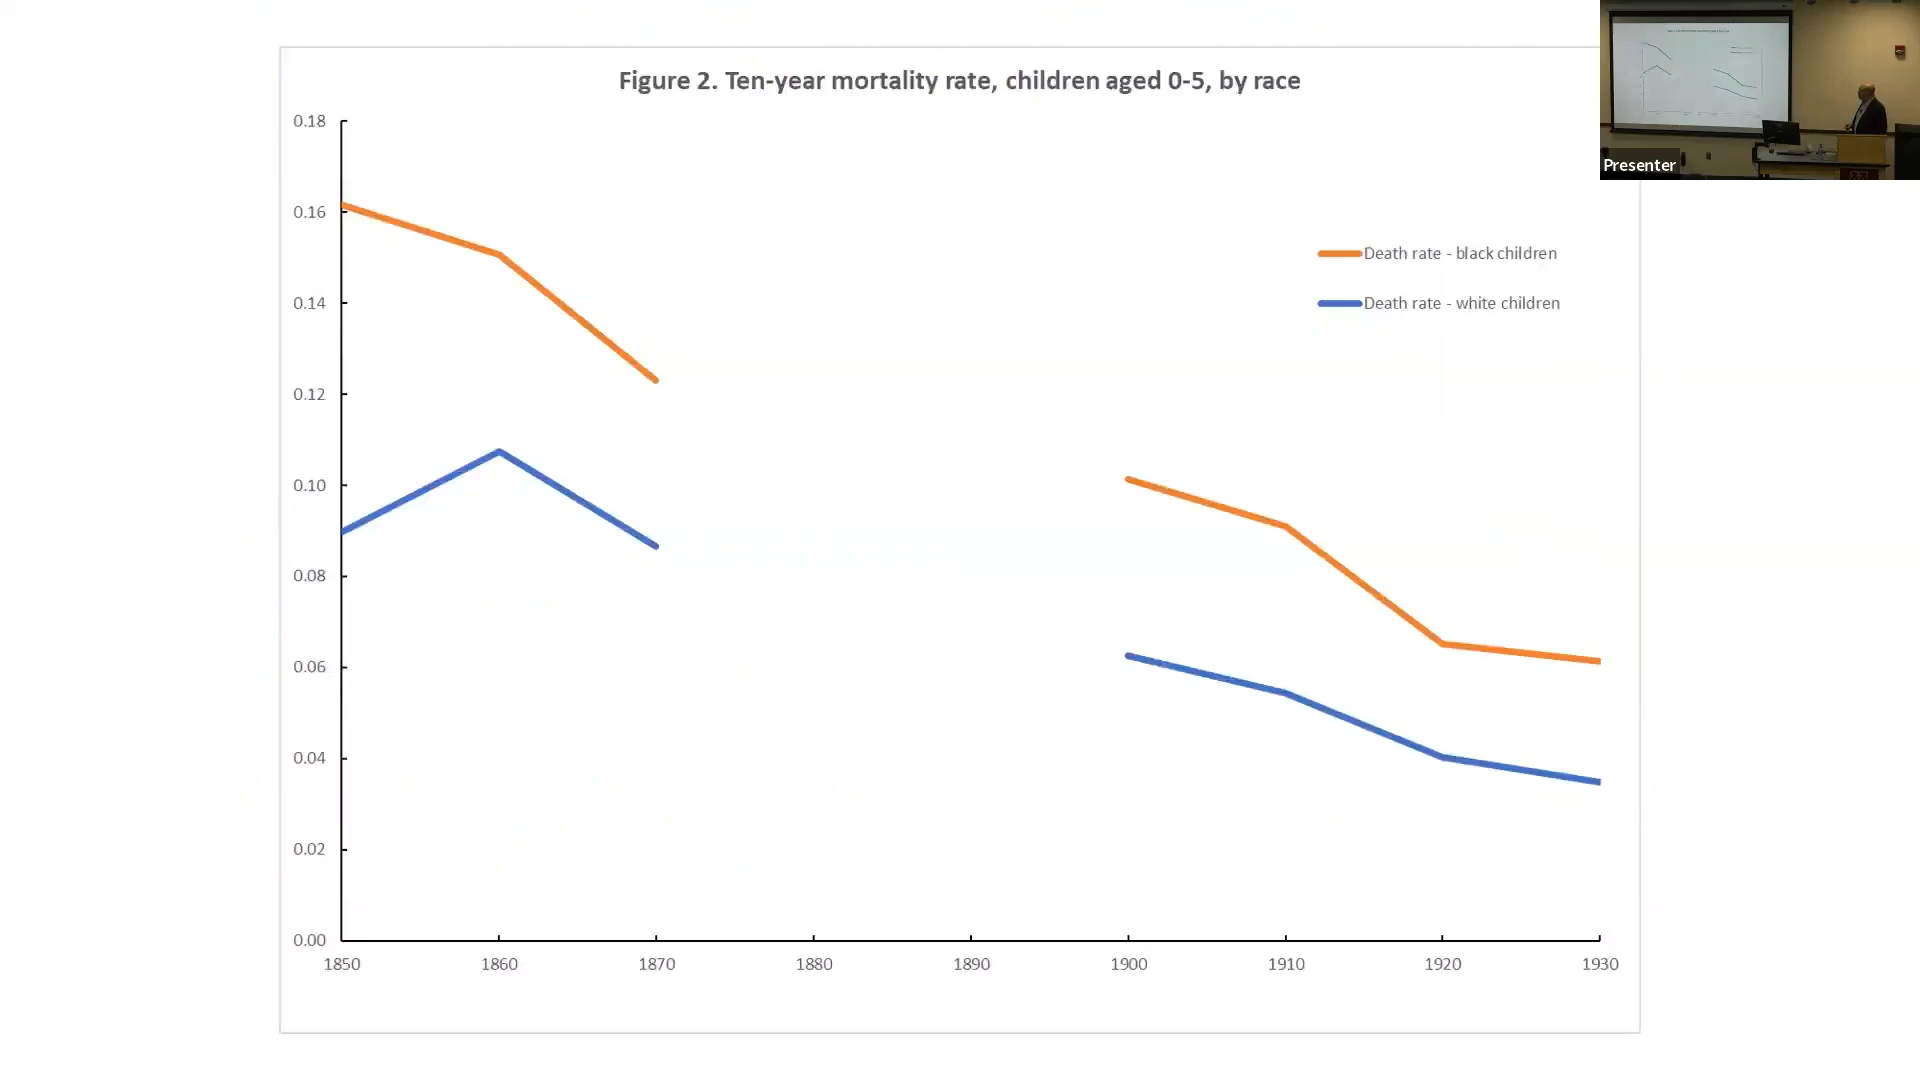 Figure 2. Ten-year mortality rate, children aged 0-5, by race
0.18
0.16
0.14
0.12
0.10
0.08
0.06
0.04
0.02
0.00
1850 1860 1870 1880 1890 1900 1910 1920 1930
Death rate - black children
Death rate - white children
Presenter